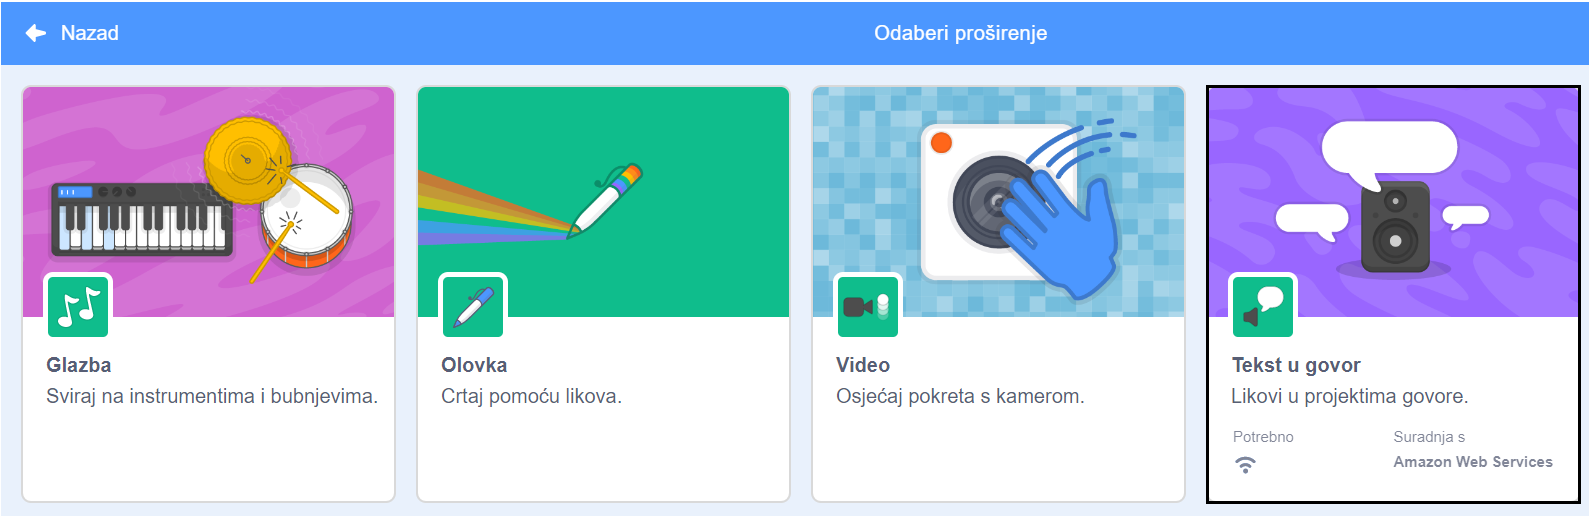 Nazad
Odaberi proširenje
Glazba
Sviraj na instrumentima i bubnjevima.
Olovka
Crtaj pomoću likova.
Video
Osjećaj pokreta s kamerom.
Tekst u govor
Likovi u projektima govore.
Potrebno
Suradnja s
Amazon Web Services